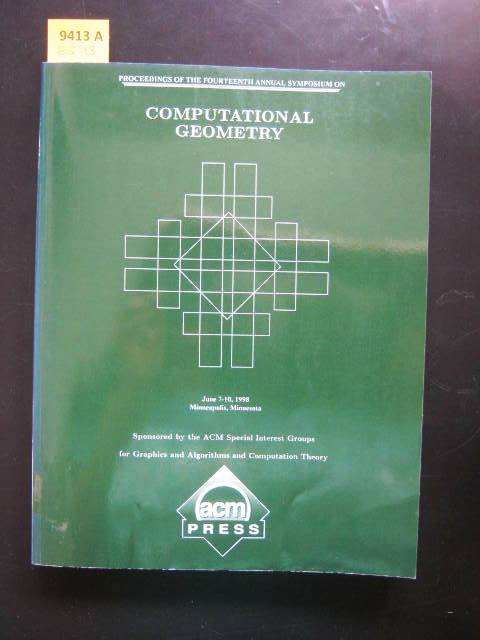 9413 A
PROCEEDINGS OF THE FOURTEENTH ANNUAL SYMPOSIUM ON
COMPUTATIONAL
GEOMETRY
June 7-10, 1998
Minneapolis, Minnesota
Sponsored by the ACM Special Interest Groups
for Graphics and Algorithms and Computation Theory
acm
PRESS